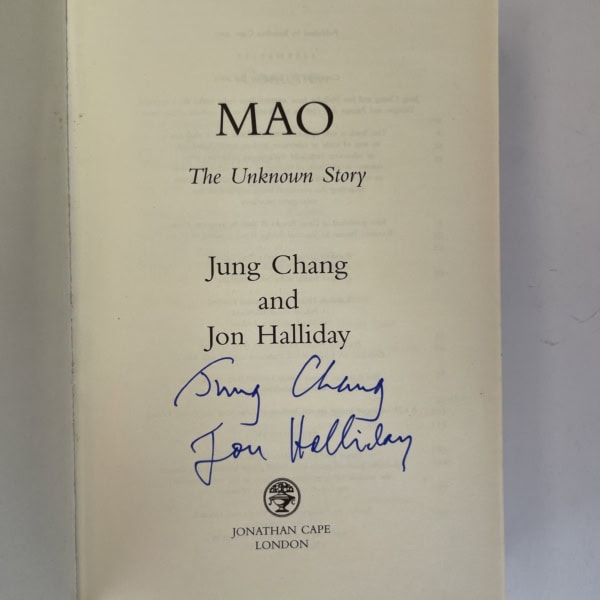 MAO
The Unknown Story
Jung Chang
and
Jon Halliday
Jung Chang
Jon Halliday
JONATHAN CAPE
LONDON